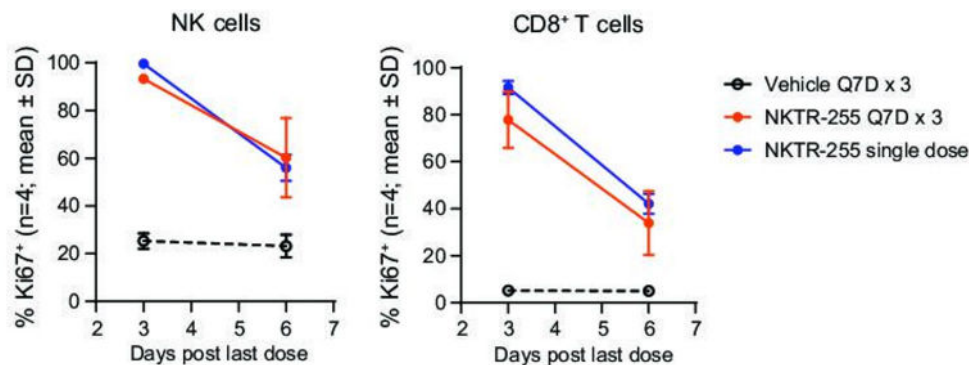 NK cells
% Ki67⁺ (n=4; mean ± SD)
100
80
60
40
20
0
2 3 4 5 6 7
Days post last dose
CD8⁺ T cells
% Ki67⁺ (n=4; mean ± SD)
100
80
60
40
20
0
2 3 4 5 6 7
Days post last dose
Vehicle Q7D x 3
NKTR-255 Q7D x 3
NKTR-255 single dose